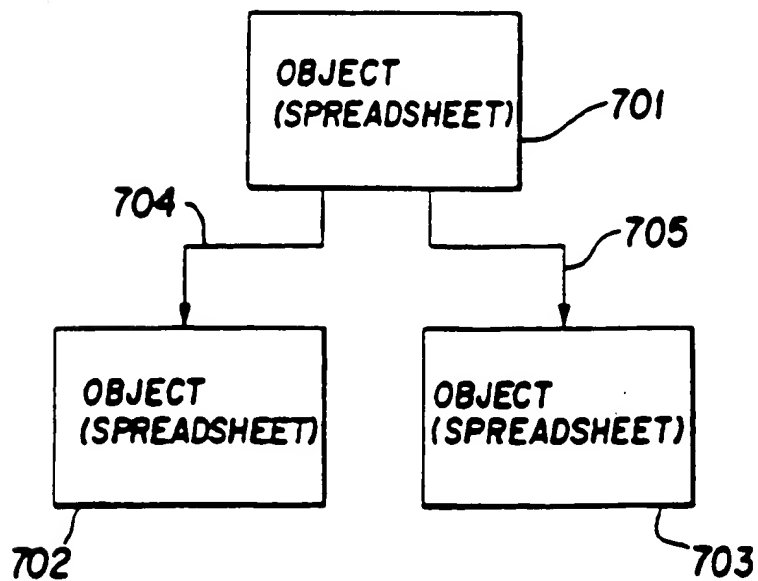 OBJECT
(SPREADSHEET)
701
704
705
OBJECT
(SPREADSHEET)
OBJECT
(SPREADSHEET)
702
703